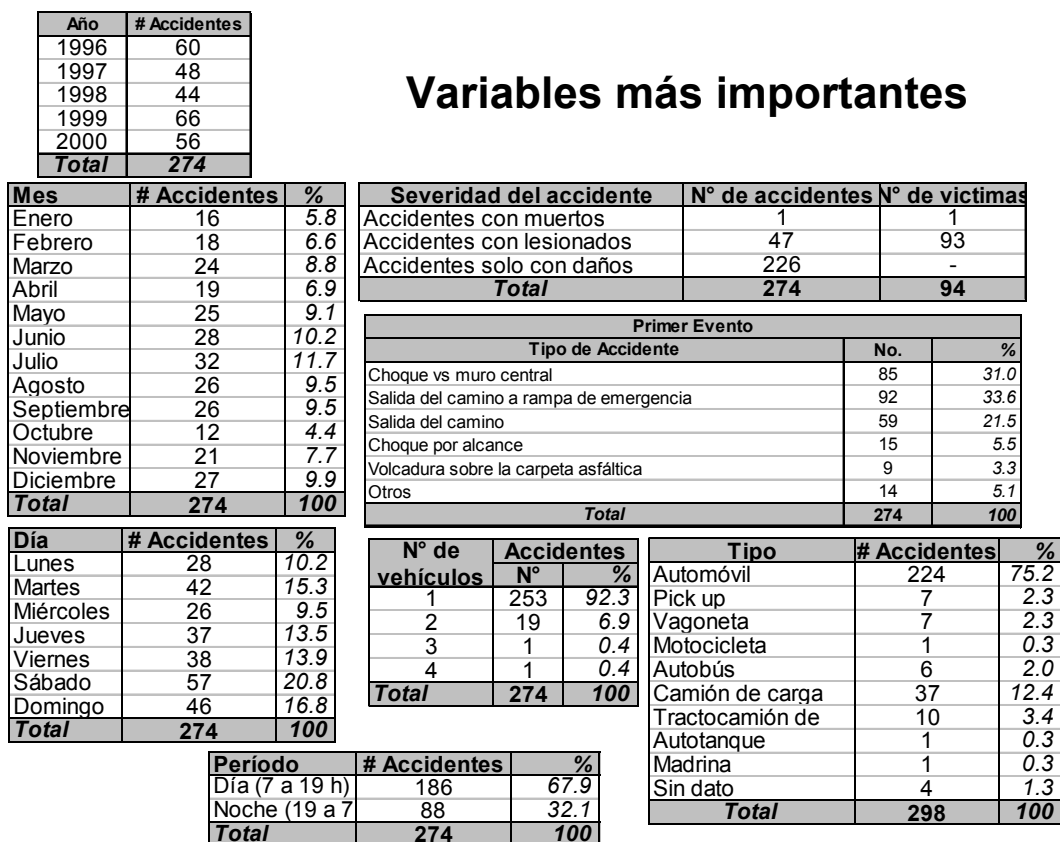 Año # Accidentes
1996 60
1997 48
1998 44
1999 66
2000 56
Total 274
Variables más importantes
Mes # Accidentes %
Enero 16 5.8
Febrero 18 6.6
Marzo 24 8.8
Abril 19 6.9
Mayo 25 9.1
Junio 28 10.2
Julio 32 11.7
Agosto 26 9.5
Septiembre 26 9.5
Octubre 12 4.4
Noviembre 21 7.7
Diciembre 27 9.9
Total 274 100
Severidad del accidente N° de accidentes N° de victimas
Accidentes con muertos 1 1
Accidentes con lesionados 47 93
Accidentes solo con daños 226 -
Total 274 94
Primer Evento
Tipo de Accidente No. %
Choque vs muro central 85 31.0
Salida del camino a rampa de emergencia 92 33.6
Salida del camino 59 21.5
Choque por alcance 15 5.5
Volcadura sobre la carpeta asfáltica 9 3.3
Otros 14 5.1
Total 274 100
Día # Accidentes %
Lunes 28 10.2
Martes 42 15.3
Miércoles 26 9.5
Jueves 37 13.5
Viernes 38 13.9
Sábado 57 20.8
Domingo 46 16.8
Total 274 100
N° de vehículos Accidentes
N° %
1 253 92.3
2 19 6.9
3 1 0.4
4 1 0.4
Total 274 100
Tipo # Accidentes %
Automóvil 224 75.2
Pick up 7 2.3
Vagoneta 7 2.3
Motocicleta 1 0.3
Autobús 6 2.0
Camión de carga 37 12.4
Tractocamión de 10 3.4
Autotanque 1 0.3
Madrina 1 0.3
Sin dato 4 1.3
Total 298 100
Período # Accidentes %
Día (7 a 19 h) 186 67.9
Noche (19 a 7 88 32.1
Total 274 100